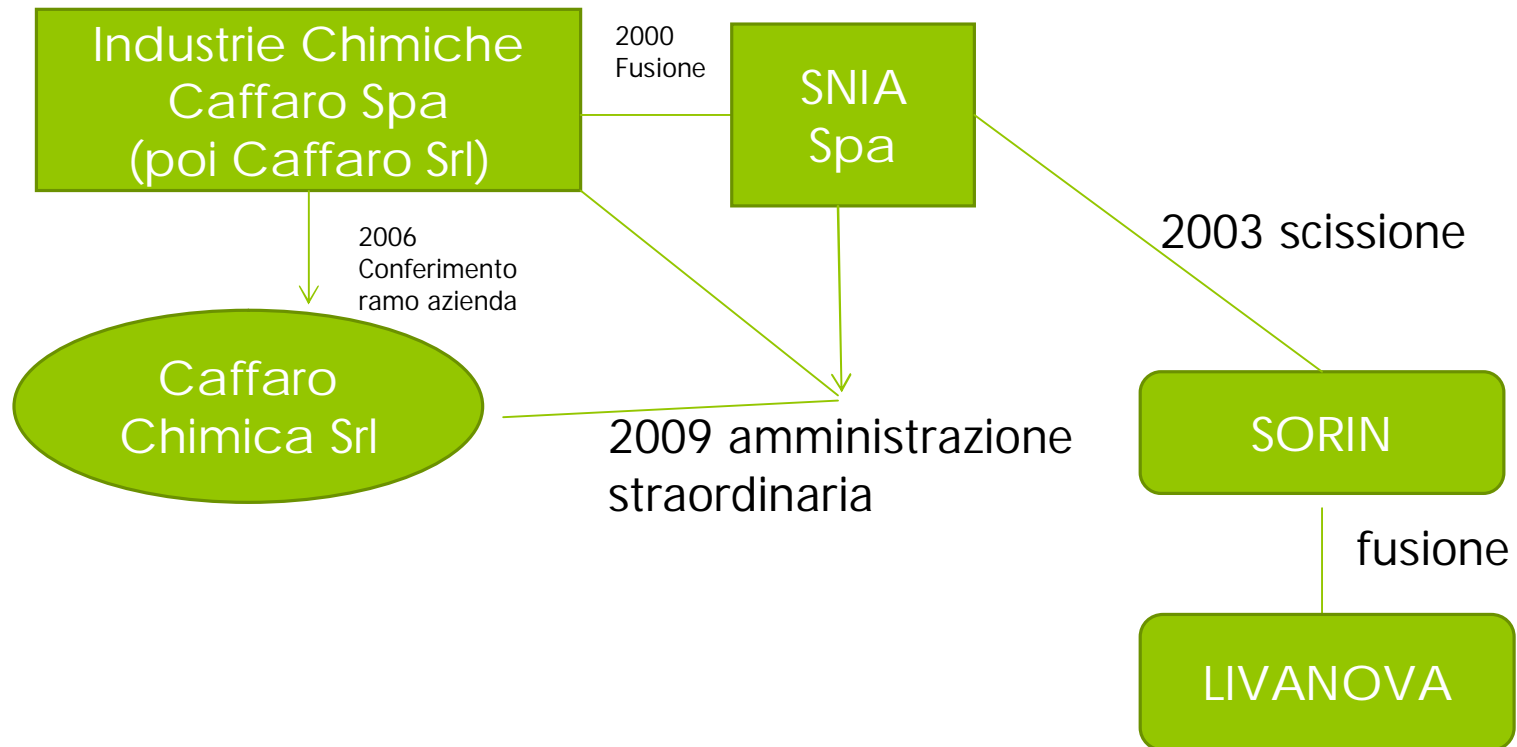 Industrie Chimiche
Caffaro Spa
(poi Caffaro Srl)
2000
Fusione
SNIA
Spa
2003 scissione
2006
Conferimento
ramo azienda
Caffaro
Chimica Srl
2009 amministrazione
straordinaria
SORIN
fusione
LIVANOVA